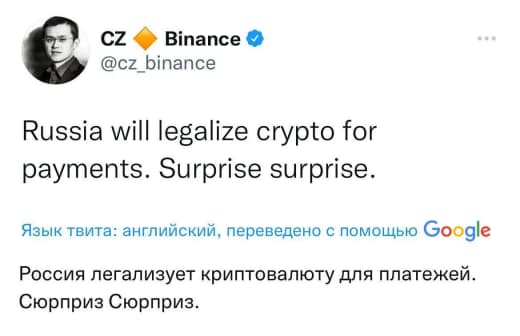 CZ 🔶 Binance
@cz_binance
Russia will legalize crypto for
payments. Surprise surprise.
Язык твита: английский, переведено с помощью Google
Россия легализует криптовалюту для платежей.
Сюрприз Сюрприз.